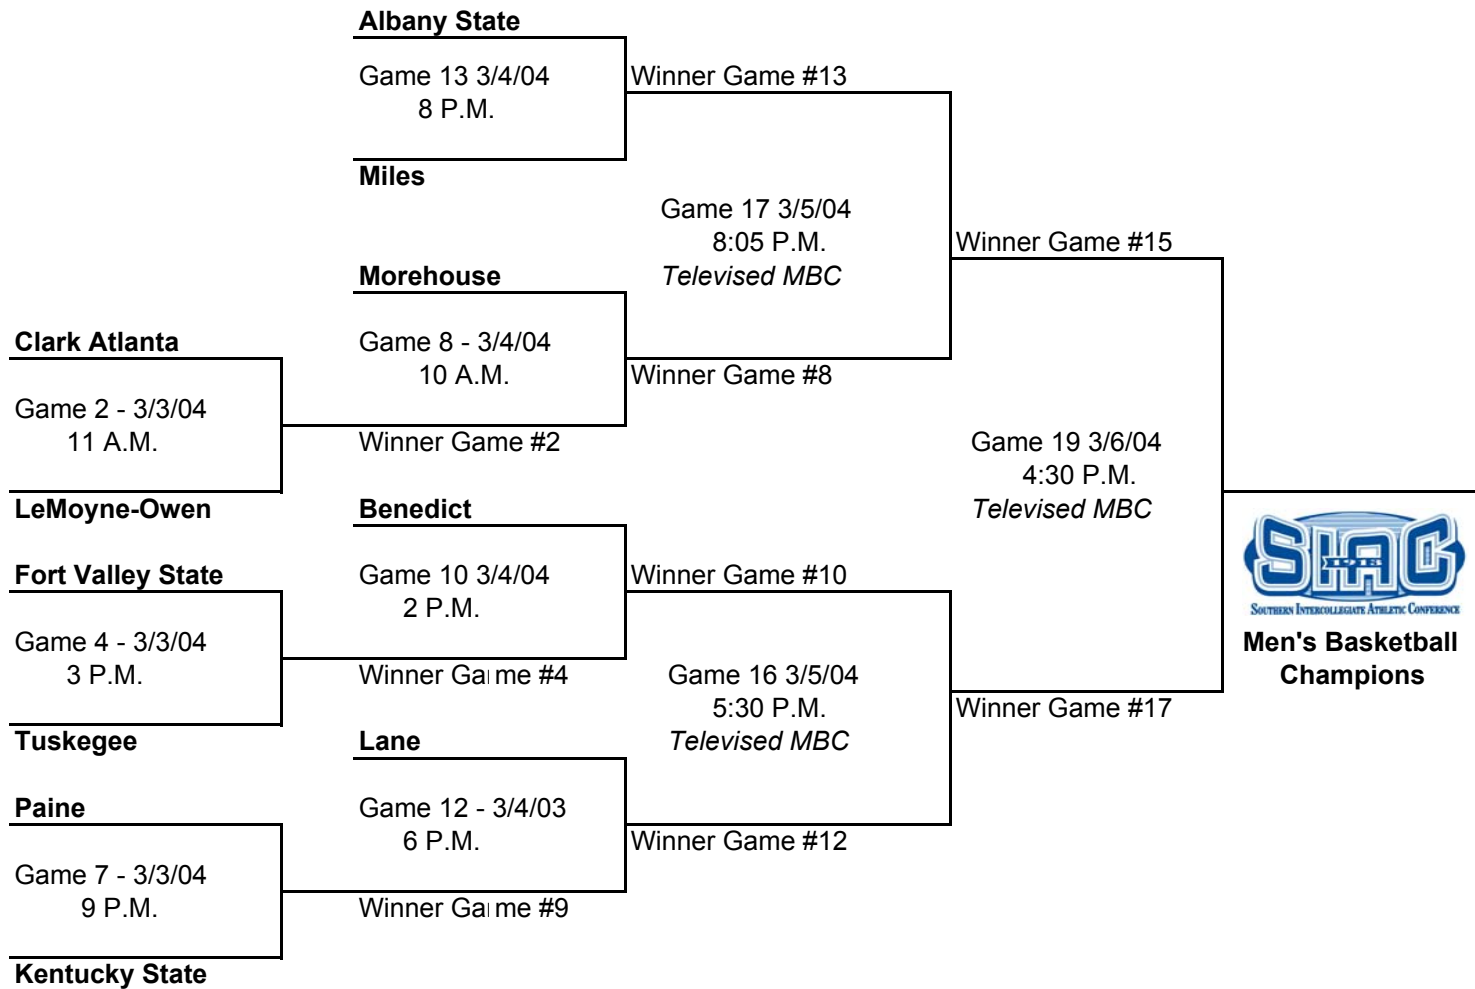 Albany State
Game 13 3/4/04
8 P.M.
Winner Game #13
Miles
Game 17 3/5/04
8:05 P.M.
Televised MBC
Winner Game #15
Morehouse
Clark Atlanta
Game 8 - 3/4/04
10 A.M.
Winner Game #8
Game 2 - 3/3/04
11 A.M.
Winner Game #2
Game 19 3/6/04
4:30 P.M.
Televised MBC
LeMoyne-Owen
Benedict
Fort Valley State
Game 10 3/4/04
2 P.M.
Winner Game #10
SIAC
1913
SOUTHERN INTERCOLLEGIATE ATHLETIC CONFERENCE
Men's Basketball
Champions
Game 4 - 3/3/04
3 P.M.
Winner Game #4
Game 16 3/5/04
5:30 P.M.
Televised MBC
Winner Game #17
Tuskegee
Lane
Paine
Game 12 - 3/4/03
6 P.M.
Winner Game #12
Game 7 - 3/3/04
9 P.M.
Winner Game #9
Kentucky State